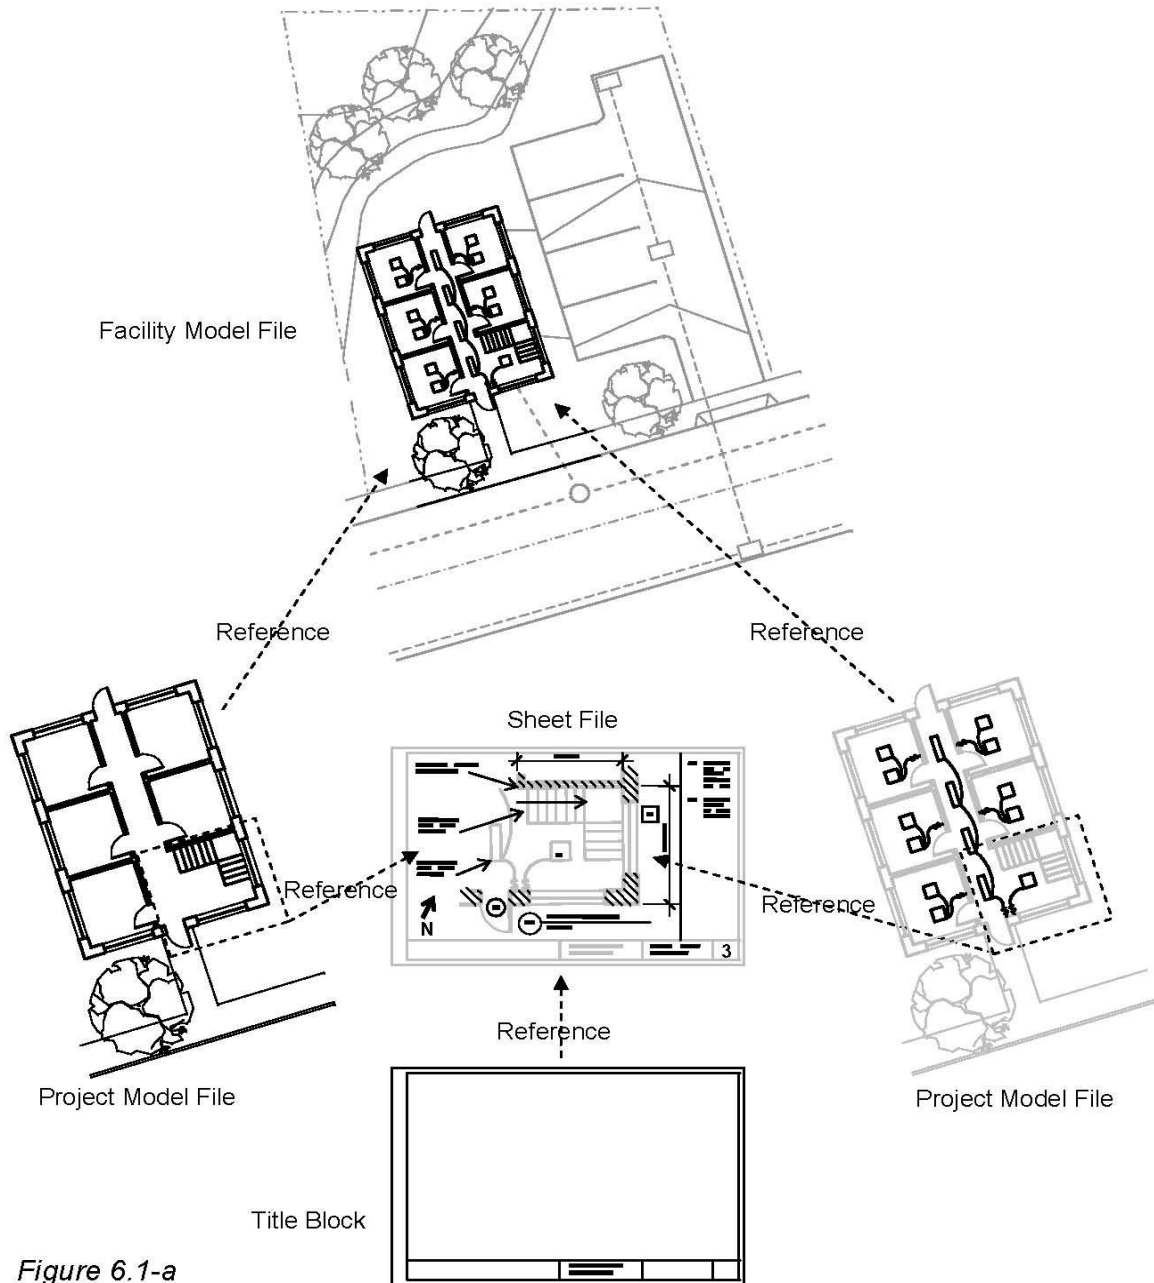 Facility Model File
Reference
Reference
Sheet File
Reference
Reference
N
3
Reference
Project Model File
Project Model File
Title Block
Figure 6.1-a